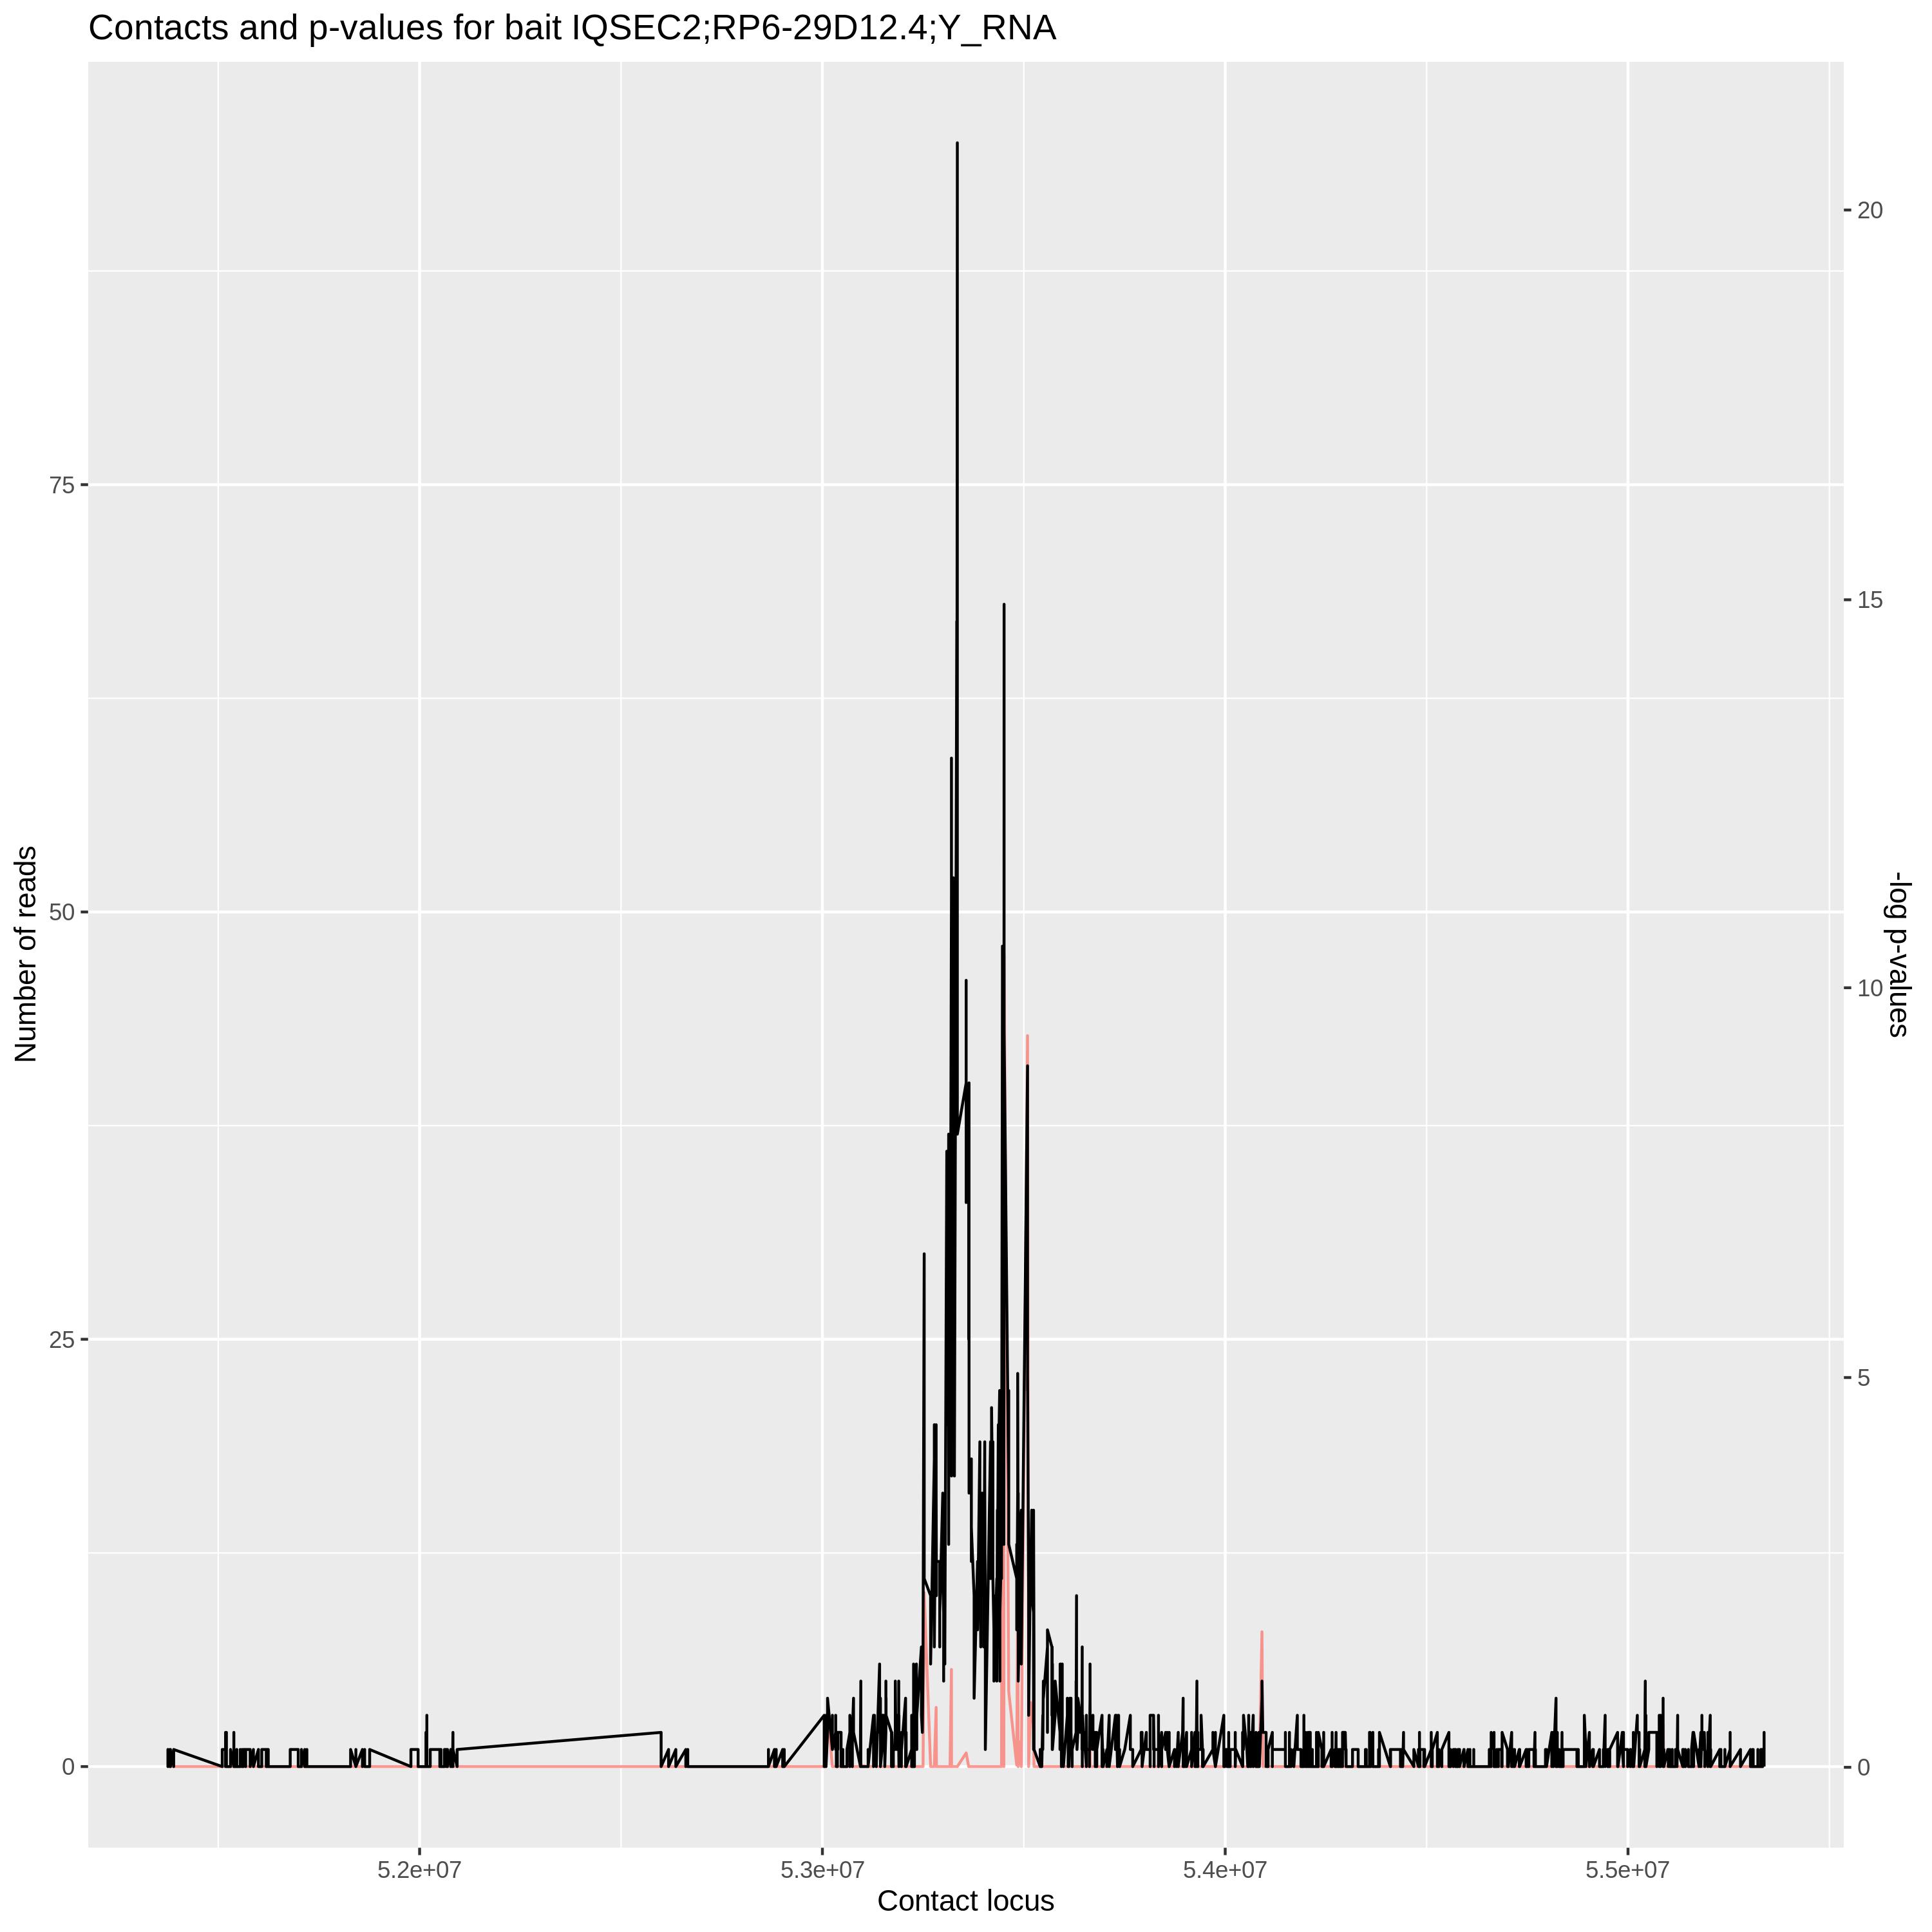 Contacts and p-values for bait IQSEC2;RP6-29D12.4;Y_RNA
Number of reads
75
50
25
0
20
15
10
5
0
-log p-values
5.2e+07 5.3e+07 5.4e+07 5.5e+07
Contact locus